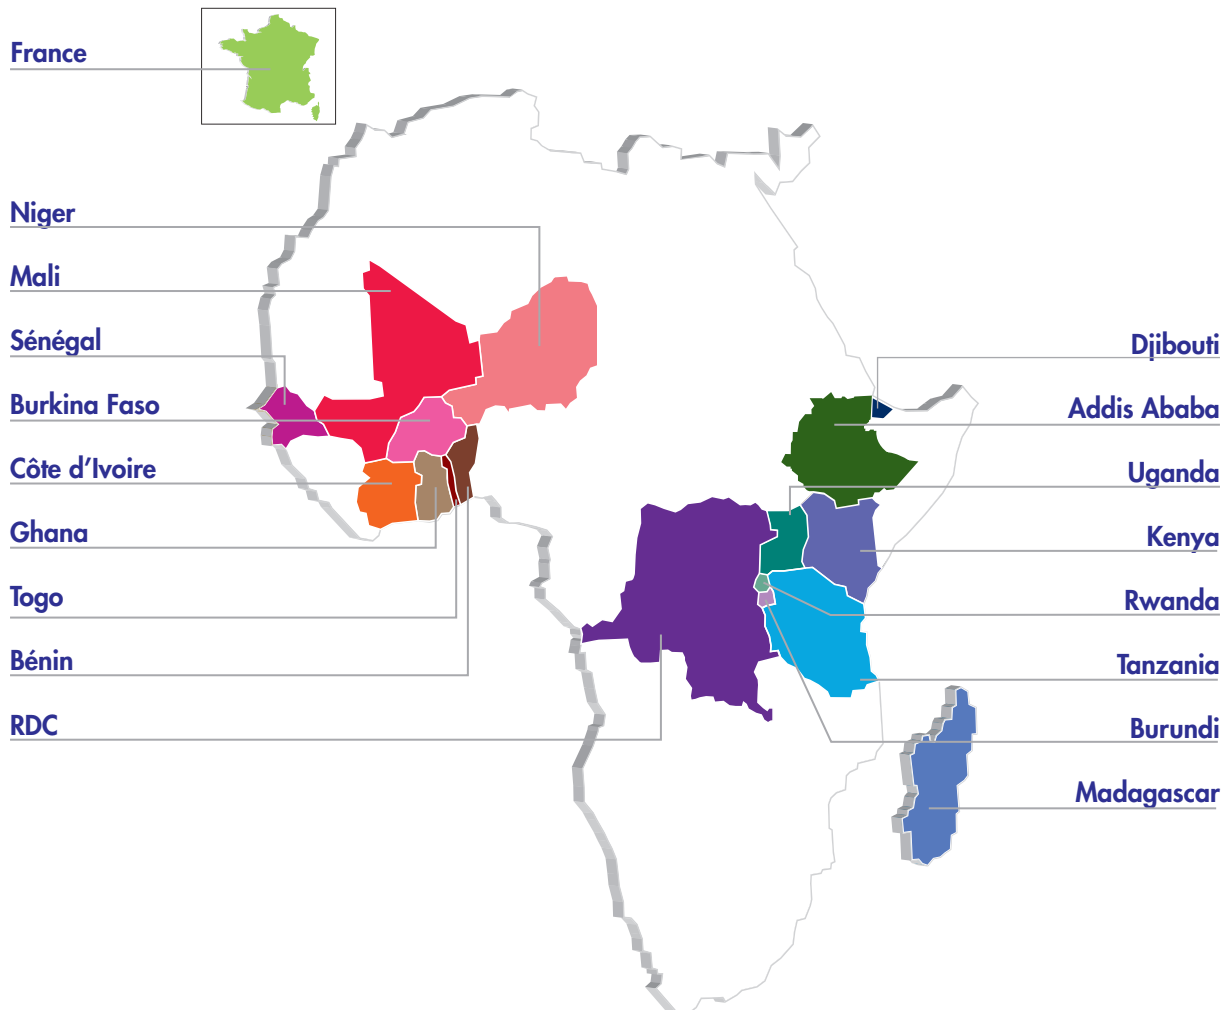 France
Niger
Mali
Sénégal
Burkina Faso
Côte d’Ivoire
Ghana
Togo
Bénin
RDC
Djibouti
Addis Ababa
Uganda
Kenya
Rwanda
Tanzania
Burundi
Madagascar